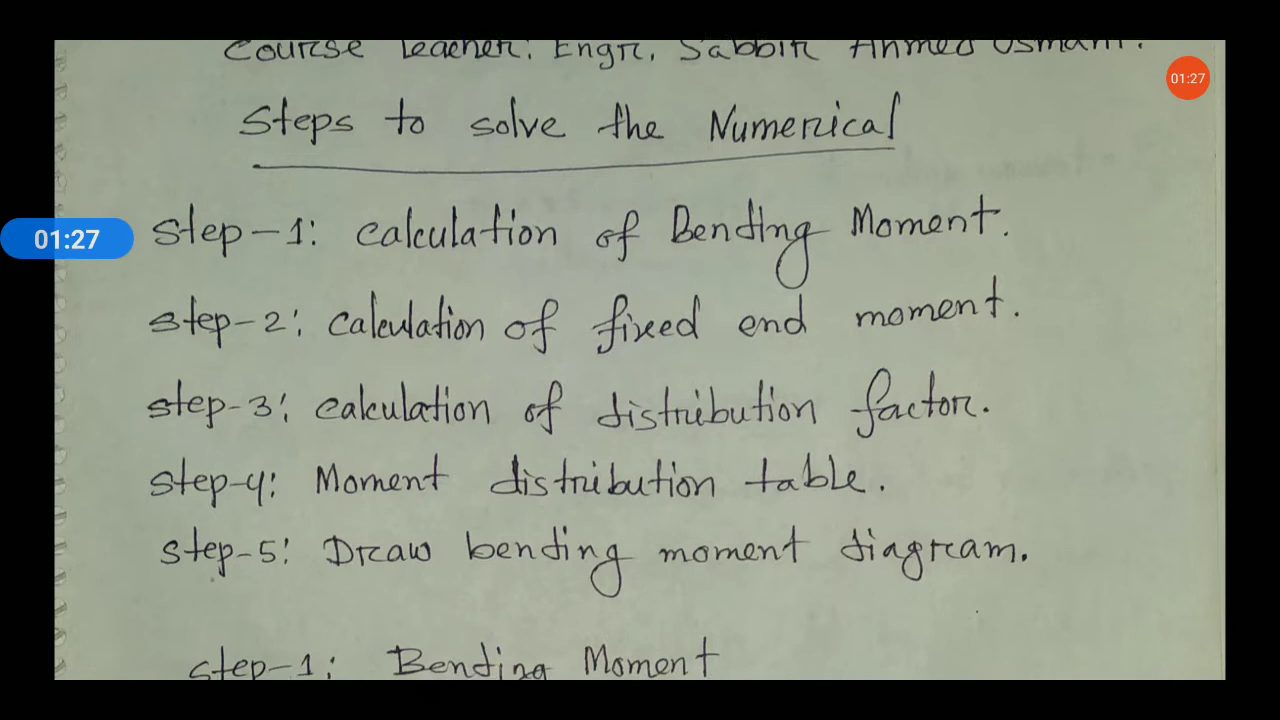 Course Teacher: Engr. Sabbir Ahmed Osmani.
01:27
Steps to solve the Numerical
01:27
Step-1: Calculation of Bending Moment.
Step-2: Calculation of fixed end moment.
Step-3: Calculation of distribution factor.
Step-4: Moment distribution table.
Step-5: Draw bending moment diagram.
Step-1: Bending Moment